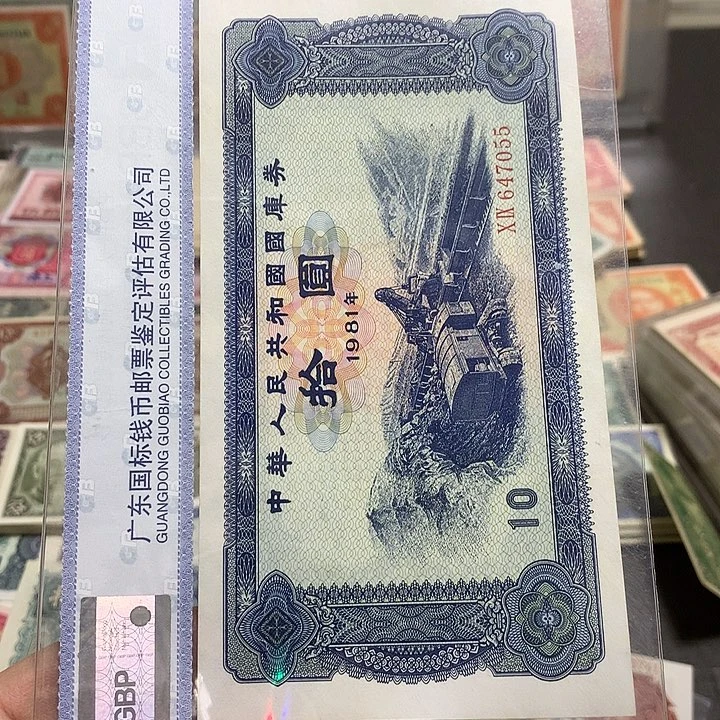 广东国标钱币邮票鉴定评估有限公司
GUANGDONG GUOBIAO COLLECTIBLES GRADING CO.,LTD
GBP
中華人民共和國國庫券
拾圓
1981年
XIX 647055
10